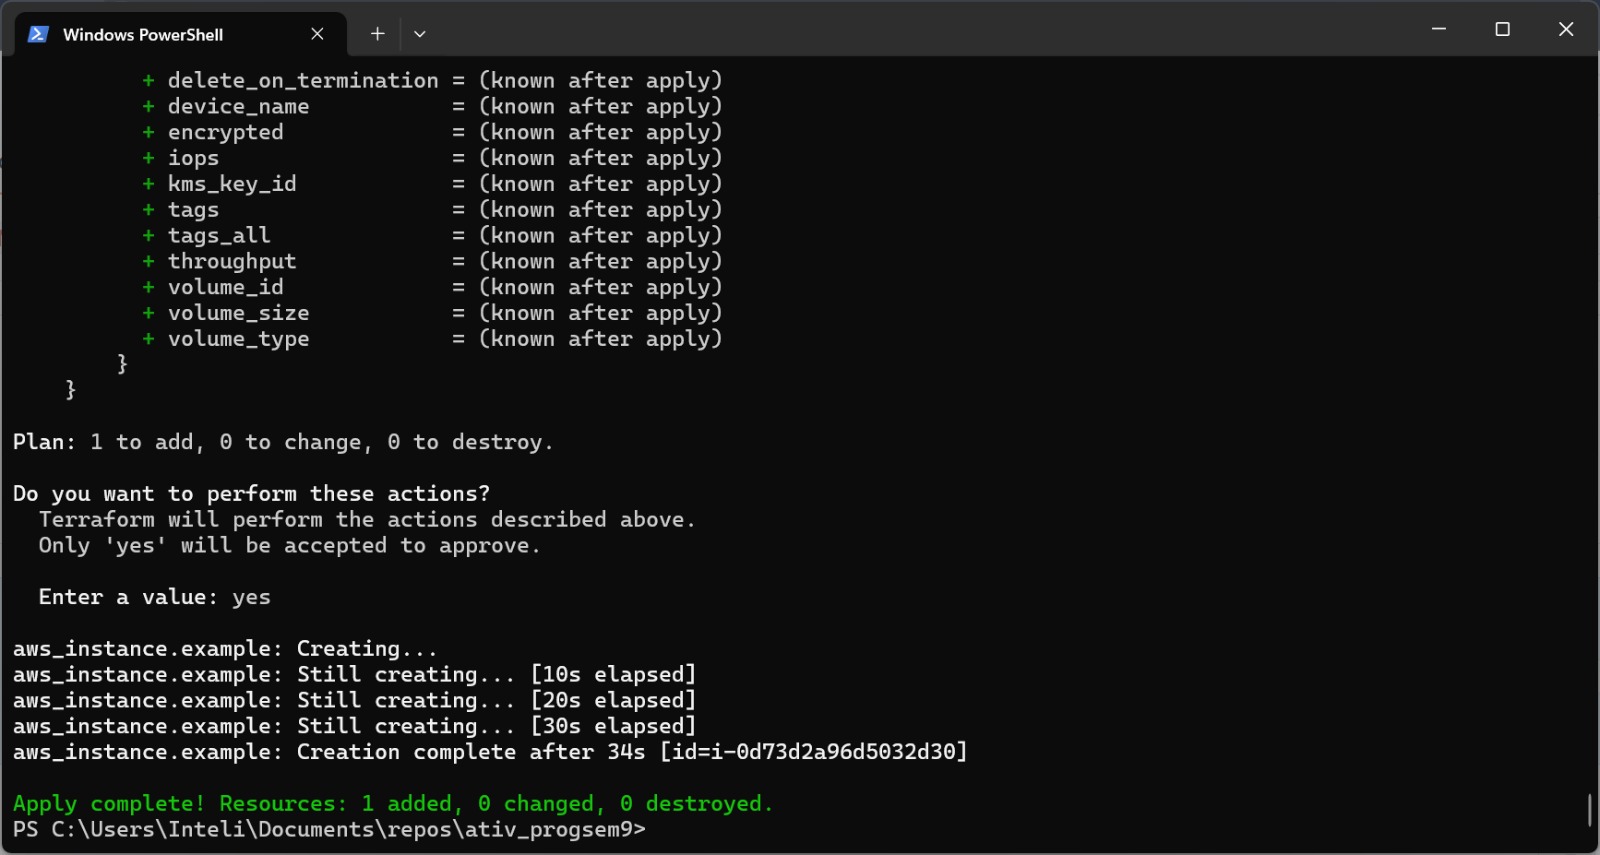 Windows PowerShell
+ delete_on_termination = (known after apply)
+ device_name           = (known after apply)
+ encrypted             = (known after apply)
+ iops                  = (known after apply)
+ kms_key_id            = (known after apply)
+ tags                  = (known after apply)
+ tags_all              = (known after apply)
+ throughput            = (known after apply)
+ volume_id             = (known after apply)
+ volume_size           = (known after apply)
+ volume_type           = (known after apply)
}
}
Plan: 1 to add, 0 to change, 0 to destroy.
Do you want to perform these actions?
Terraform will perform the actions described above.
Only 'yes' will be accepted to approve.
Enter a value: yes
aws_instance.example: Creating...
aws_instance.example: Still creating... [10s elapsed]
aws_instance.example: Still creating... [20s elapsed]
aws_instance.example: Still creating... [30s elapsed]
aws_instance.example: Creation complete after 34s [id=i-0d73d2a96d5032d30]
Apply complete! Resources: 1 added, 0 changed, 0 destroyed.
PS C:\Users\Inteli\Documents\repos\ativ_progsem9>